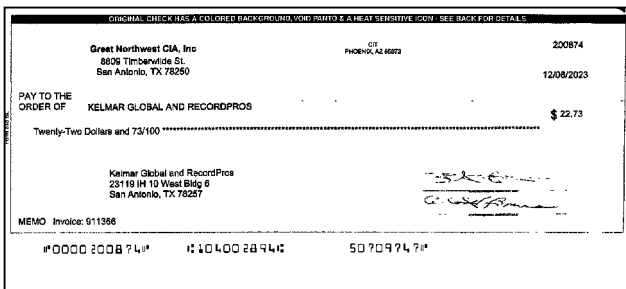 ORIGINAL CHECK HAS A COLORED BACKGROUND, VOID PANTO & A HEAT SENSITIVE ICON - SEE BACK FOR DETAILS
Great Northwest CIA, Inc
8809 Timberwilde St.
San Antonio, TX 78250
CIT
PHOENIX, AZ 85072
200874
12/08/2023
PAY TO THE
ORDER OF KELMAR GLOBAL AND RECORDPROS
$ 22.73
Twenty-Two Dollars and 73/100
Kelmar Global and RecordPros
23119 IH 10 West Bldg 6
San Antonio, TX 78257
MEMO Invoice: 911366
⑈0000200874⑈ ⑆104002894⑆ 50709747⑈